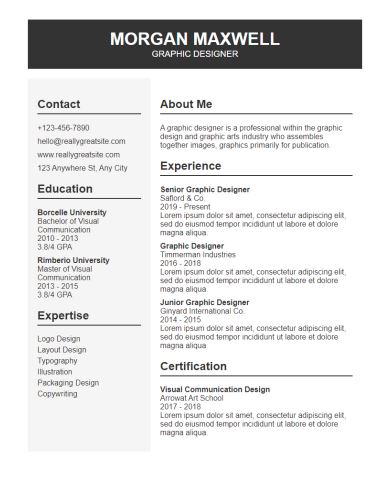 MORGAN MAXWELL
GRAPHIC DESIGNER
Contact
+123-456-7890
hello@reallygreatsite.com
www.reallygreatsite.com
123 Anywhere St, Any City
Education
Borcelle University
Bachelor of Visual
Communication
2010 - 2013
3.8/4 GPA
Rimberio University
Master of Visual
Communication
2013 - 2015
3.8/4 GPA
Expertise
Logo Design
Layout Design
Typography
Illustration
Packaging Design
Copywriting
About Me
A graphic designer is a professional within the graphic
design and graphic arts industry who assembles
together images, graphics primarily for publication.
Experience
Senior Graphic Designer
Saflord & Co.
2019 - Present
Lorem ipsum dolor sit amet, consectetur adipiscing elit,
sed eiusmod tempor incididunt ut labore et dolore
magna aliqua.
Graphic Designer
Timmerman Industries
2016 - 2018
Lorem ipsum dolor sit amet, consectetur adipiscing elit,
sed do eiusmod tempor incididunt ut labore et dolore
magna aliqua.
Junior Graphic Designer
Ginyard International Co.
2014 - 2015
Lorem ipsum dolor sit amet, consectetur adipiscing elit,
sed do eiusmod tempor incididunt ut labore et dolore
magna aliqua.
Certification
Visual Communication Design
Arrowat Art School
2017 - 2018
Lorem ipsum dolor sit amet, consectetur adipiscing elit,
sed do eiusmod tempor incididunt ut labore et dolore
magna aliqua.